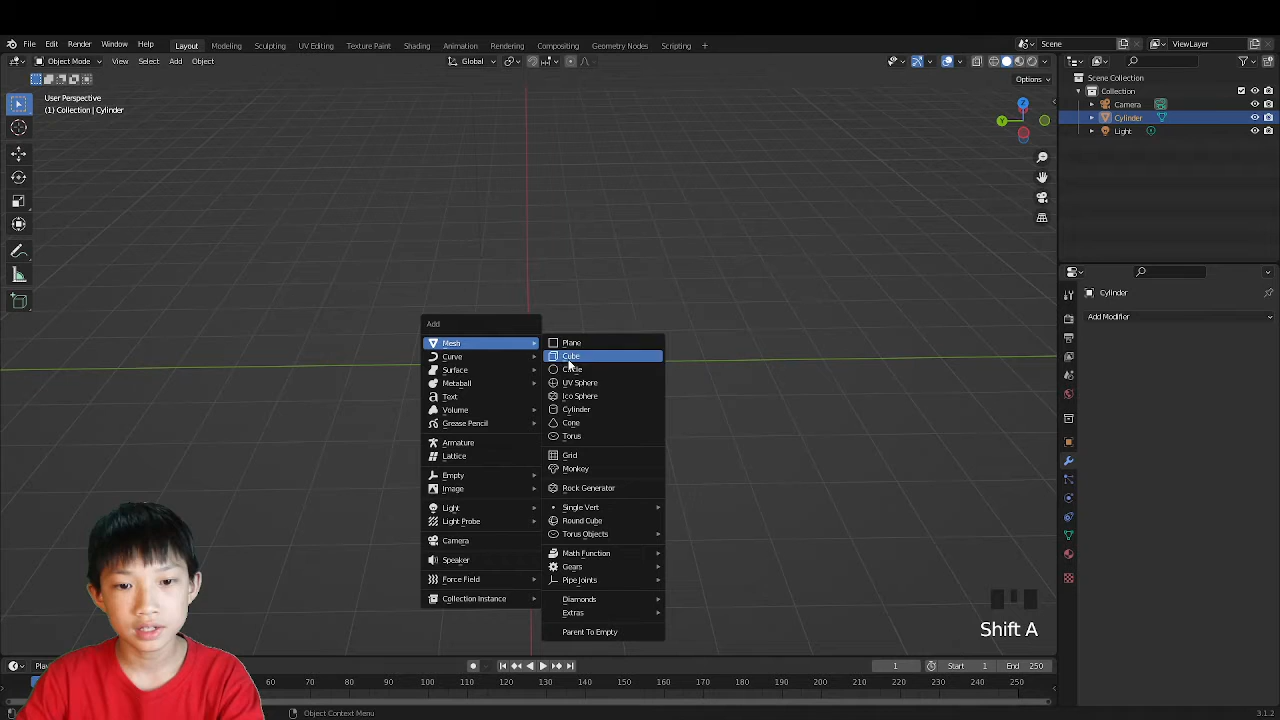 File Edit Render Window Help Layout Modeling Sculpting UV Editing Texture Paint Shading Animation Rendering Compositing Geometry Nodes Scripting + Scene ViewLayer
Object Mode View Select Add Object Global
Options
User Perspective
(1) Collection | Cylinder
Scene Collection
Collection
Camera
Cylinder
Light
Z
Y
Cylinder
Add Modifier
Add
Mesh
Curve
Surface
Metaball
Text
Volume
Grease Pencil
Armature
Lattice
Empty
Image
Light
Light Probe
Camera
Speaker
Force Field
Collection Instance
Plane
Cube
Circle
UV Sphere
Ico Sphere
Cylinder
Cone
Torus
Grid
Monkey
Rock Generator
Single Vert
Round Cube
Torus Objects
Math Function
Gears
Pipe Joints
Diamonds
Extras
Parent To Empty
Shift A
1 Start 1 End 250
60 70 80 90 100 110 120 130 140 150 160 170 180 190 200 210 220 230 240 250
Object Context Menu 3.1.2